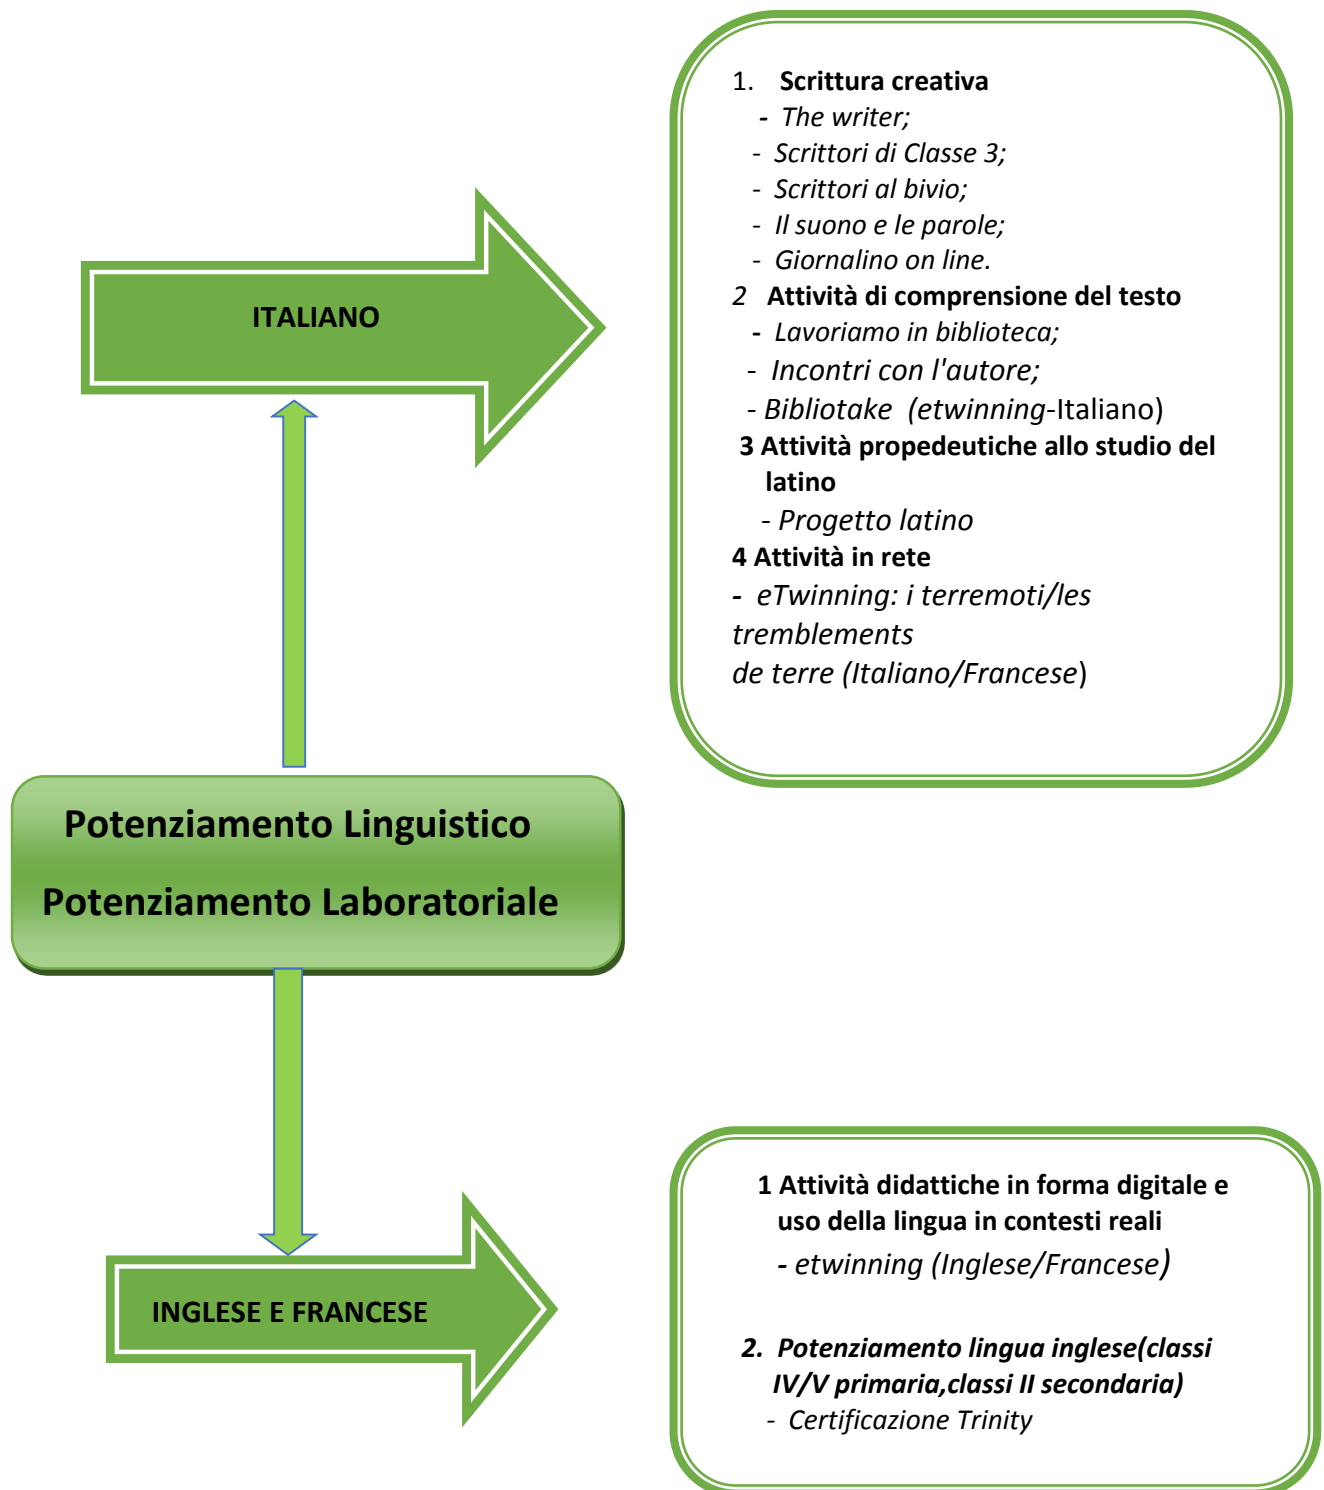 1. Scrittura creativa
- The writer;
- Scrittori di Classe 3;
- Scrittori al bivio;
- Il suono e le parole;
- Giornalino on line.
2 Attività di comprensione del testo
- Lavoriamo in biblioteca;
- Incontri con l'autore;
- Bibliotake (etwinning-Italiano)
3 Attività propedeutiche allo studio del
latino
- Progetto latino
4 Attività in rete
- eTwinning: i terremoti/les
tremblements
de terre (Italiano/Francese)
ITALIANO
Potenziamento Linguistico
Potenziamento Laboratoriale
INGLESE E FRANCESE
1 Attività didattiche in forma digitale e
uso della lingua in contesti reali
- etwinning (Inglese/Francese)
2. Potenziamento lingua inglese(classi
IV/V primaria,classi II secondaria)
- Certificazione Trinity